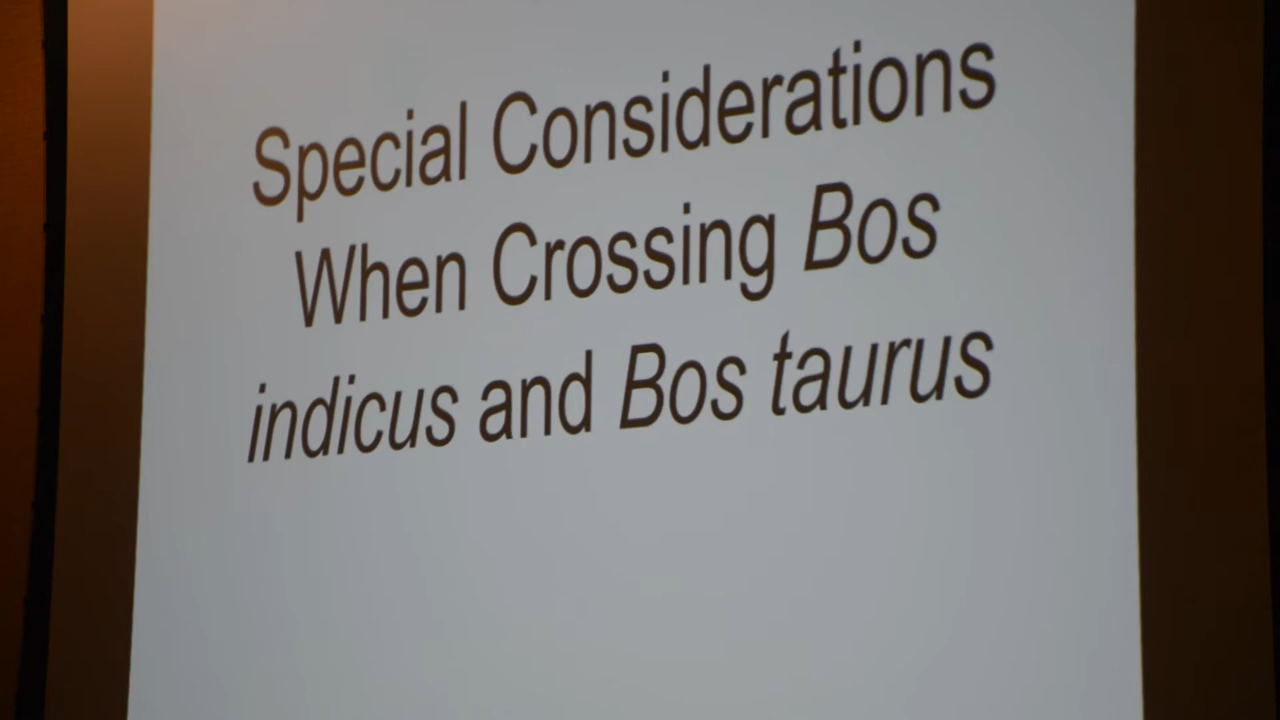 Special Considerations
When Crossing Bos
indicus and Bos taurus